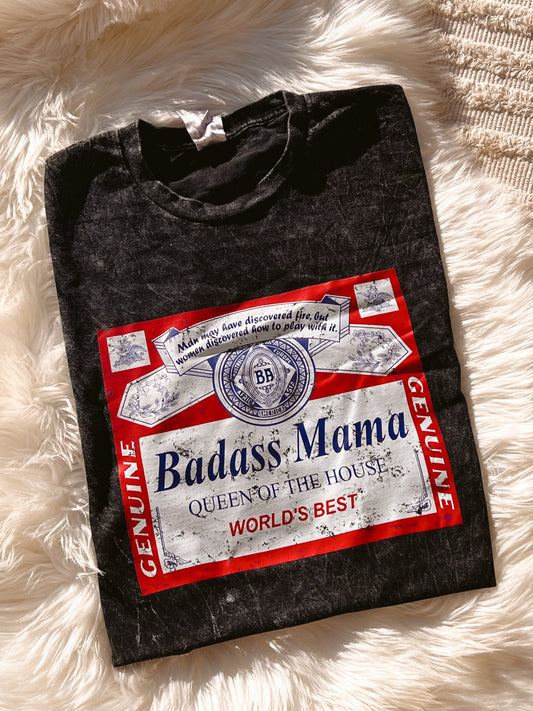 Man may have discovered fire, but
women discovered how to play with it.
BA
GENUINE
Badass Mama
QUEEN OF THE HOUSE
WORLD'S BEST
GENUINE